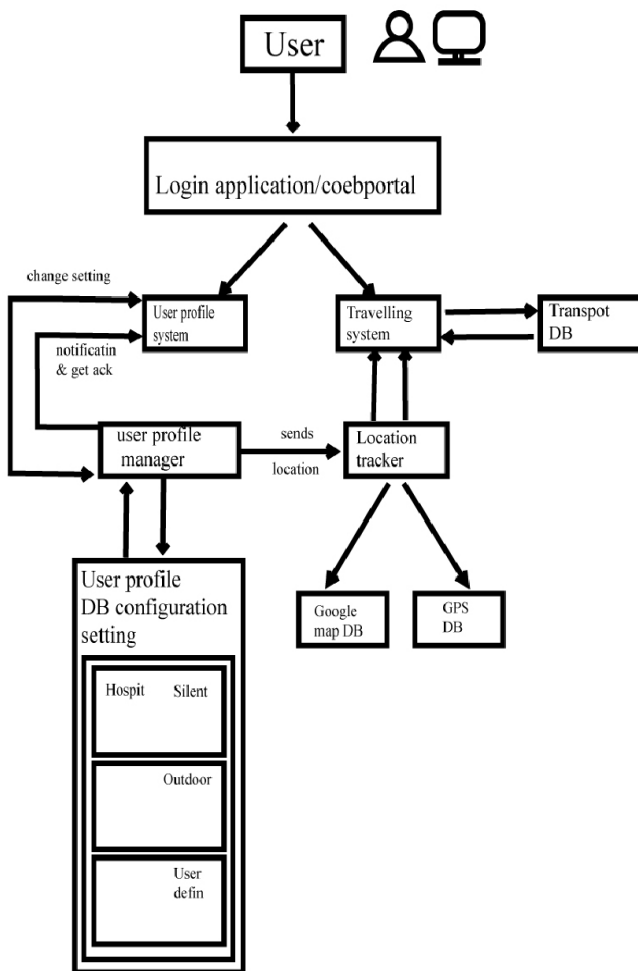 User
Login application/coebportal
change setting
User profile
system
Travelling
system
Transpot
DB
notificatin
& get ack
user profile
manager
sends
location
Location
tracker
User profile
DB configuration
setting
Google
map DB
GPS
DB
Hospit Silent
Outdoor
User
defin